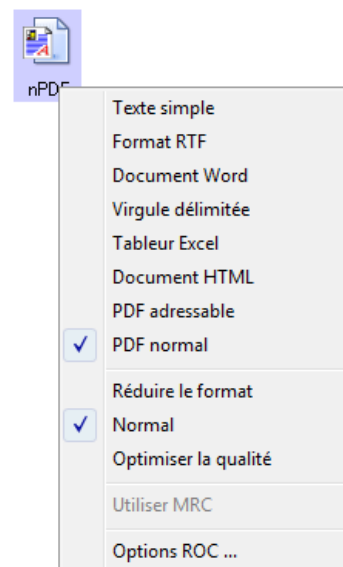 nPDF
Texte simple
Format RTF
Document Word
Virgule délimitée
Tableur Excel
Document HTML
PDF adressable
PDF normal
Réduire le format
Normal
Optimiser la qualité
Utiliser MRC
Options ROC ...